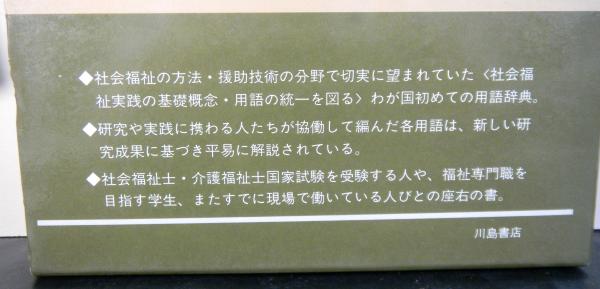 ◆社会福祉の方法・援助技術の分野で切実に望まれていた〈社会福
祉実践の基礎概念・用語の統一を図る〉わが国初めての用語辞典。
◆研究や実践に携わる人たちが協働して編んだ各用語は、新しい研
究成果に基づき平易に解説されている。
◆社会福祉士・介護福祉士国家試験を受験する人や、福祉専門職を
目指す学生、またすでに現場で働いている人びとの座右の書。
川島書店